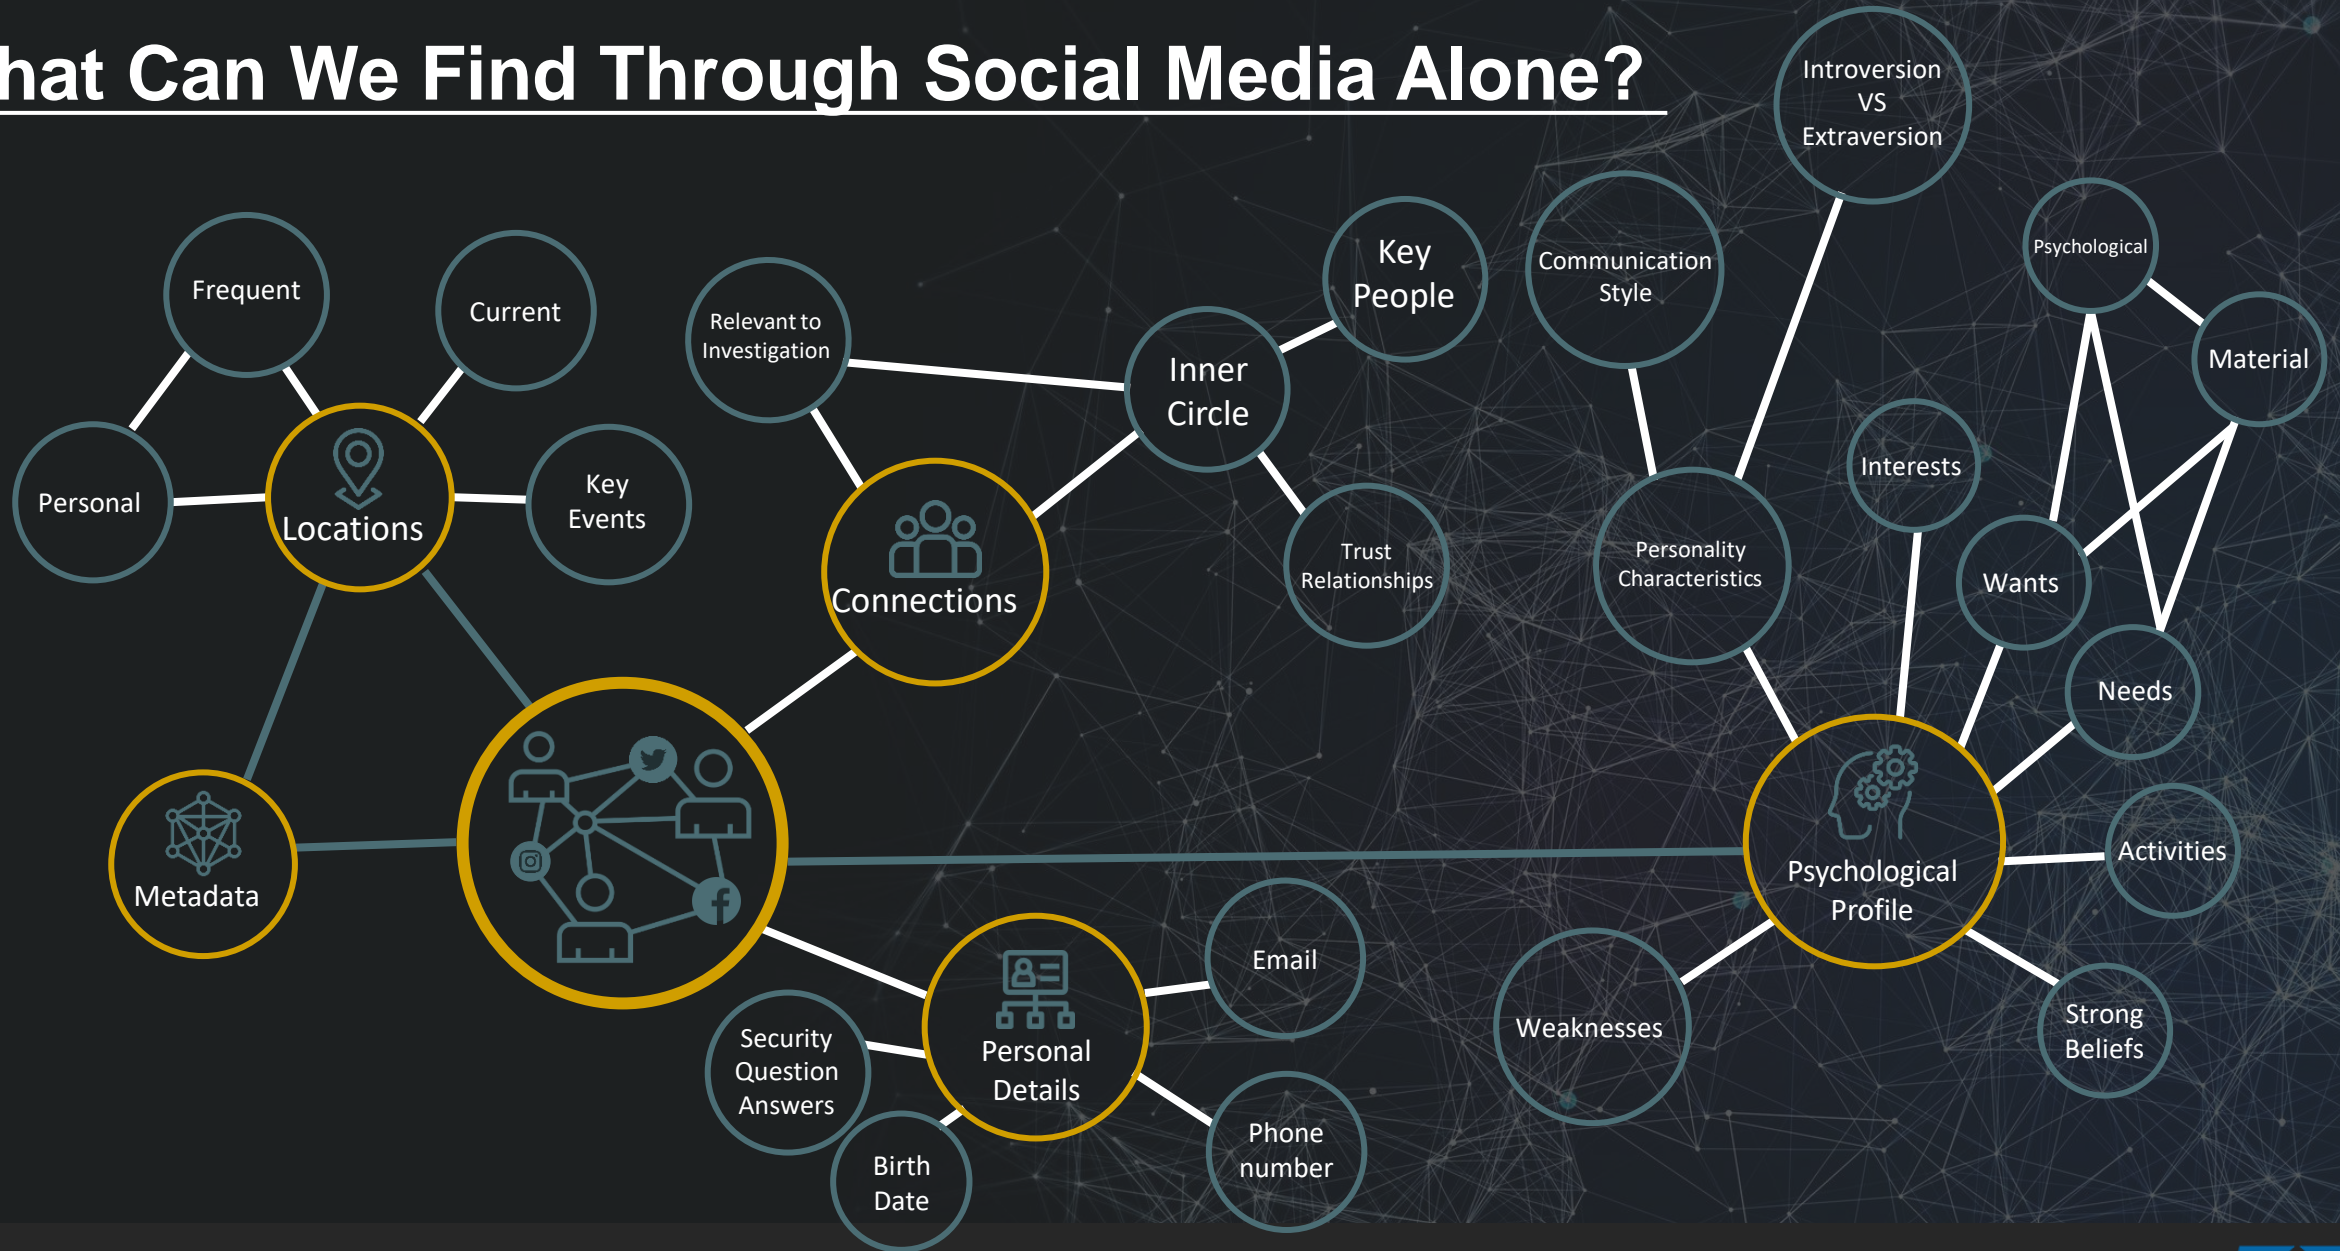 hat Can We Find Through Social Media Alone?
Introversion
VS
Extraversion
Psychological
Material
Communication
Style
Key
People
Frequent
Current
Relevant to
Investigation
Inner
Circle
Interests
Personal
Locations
Key
Events
Connections
Trust
Relationships
Personality
Characteristics
Wants
Needs
Metadata
Psychological
Profile
Activities
Email
Weaknesses
Strong
Beliefs
Security
Question
Answers
Personal
Details
Birth
Date
Phone
number